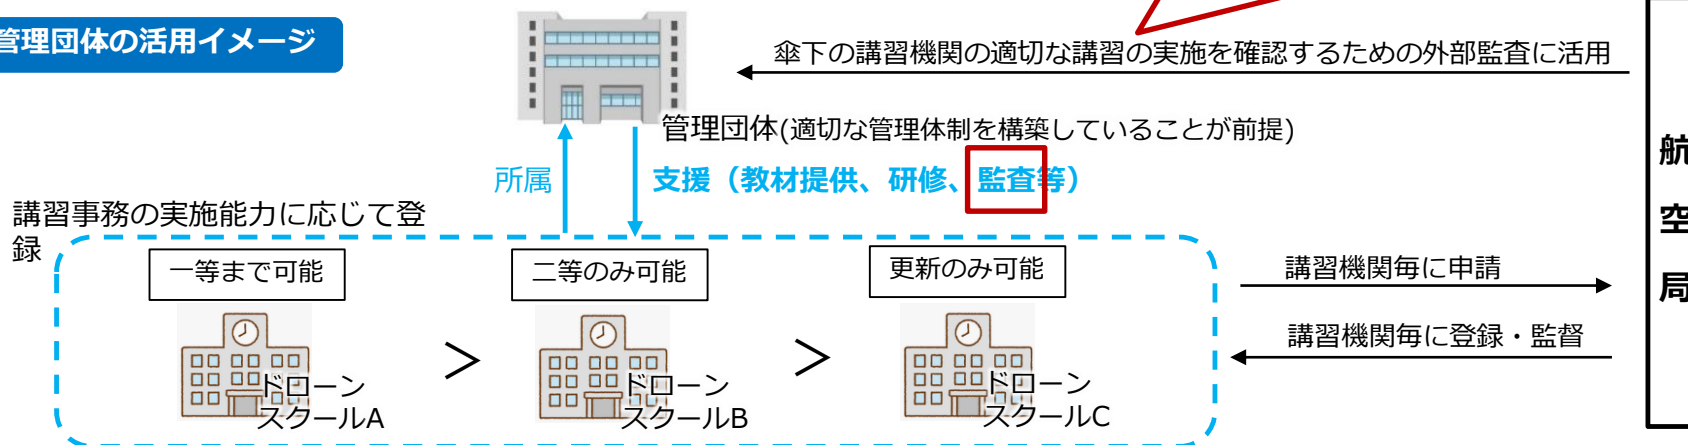 管理団体の活用イメージ
傘下の講習機関の適切な講習の実施を確認するための外部監査に活用
管理団体(適切な管理体制を構築していることが前提)
所属
支援（教材提供、研修、監査等）
講習事務の実施能力に応じて登
録
一等まで可能
二等のみ可能
更新のみ可能
ドローン
スクールA
＞
ドローン
スクールB
＞
ドローン
スクールC
講習機関毎に申請
講習機関毎に登録・監督
航
空
局